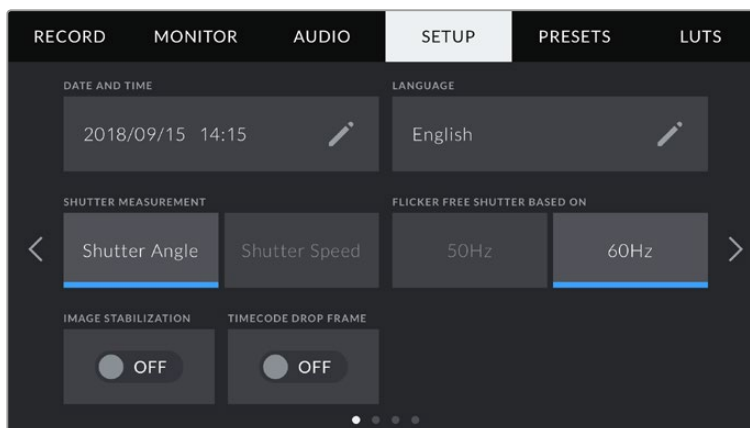 RECORD MONITOR AUDIO SETUP PRESETS LUTS
DATE AND TIME LANGUAGE
2018/09/15 14:15 English
SHUTTER MEASUREMENT FLICKER FREE SHUTTER BASED ON
Shutter Angle Shutter Speed 50Hz 60Hz
IMAGE STABILIZATION TIMECODE DROP FRAME
OFF OFF